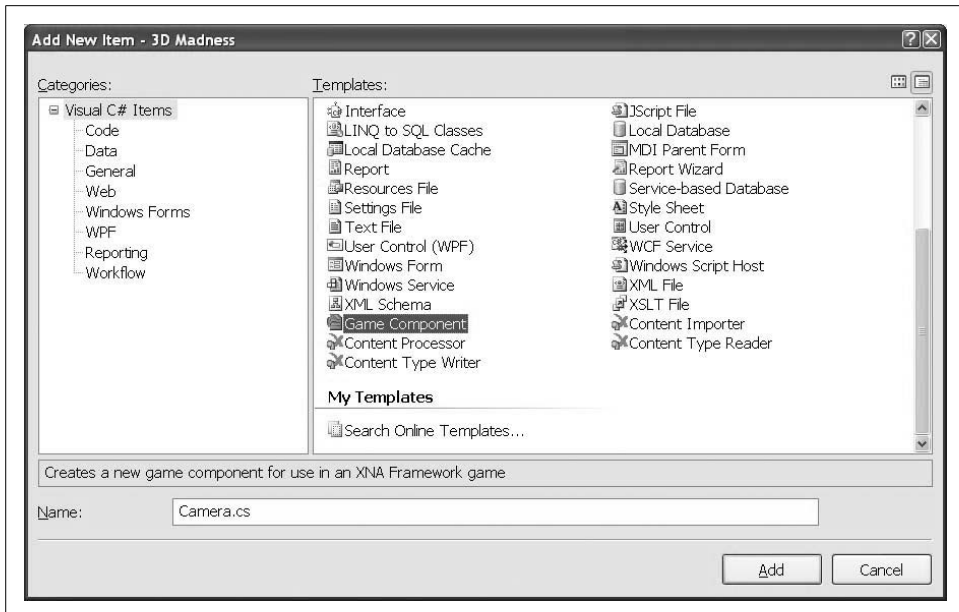 Add New Item - 3D Madness
Categories:
Templates:
Visual C# Items
Code
Data
General
Web
Windows Forms
WPF
Reporting
Workflow
Interface
JScript File
LINQ to SQL Classes
Local Database
Local Database Cache
MDI Parent Form
Report
Report Wizard
Resources File
Service-based Database
Settings File
Style Sheet
Text File
User Control
User Control (WPF)
WCF Service
Windows Form
Windows Script Host
Windows Service
XML File
XML Schema
XSLT File
Game Component
Content Importer
Content Processor
Content Type Reader
Content Type Writer
My Templates
Search Online Templates...
Creates a new game component for use in an XNA Framework game
Name:
Camera.cs
Add
Cancel